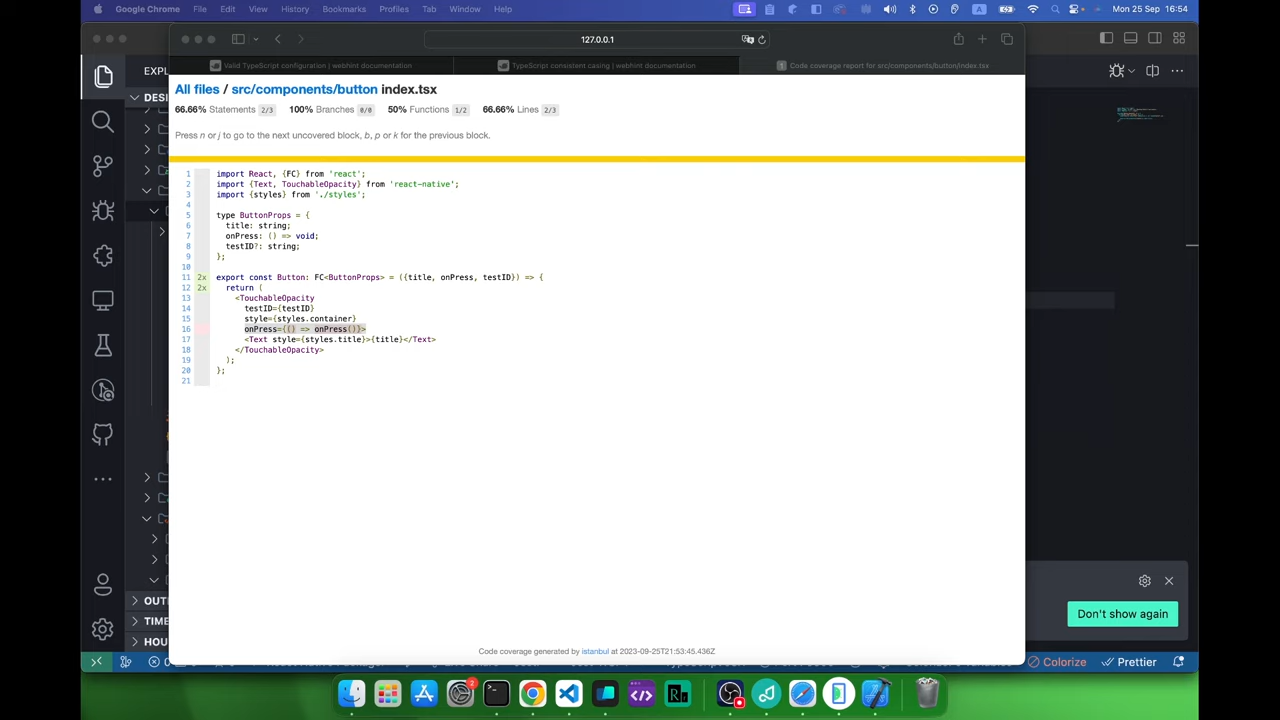 Google Chrome File Edit View History Bookmarks Profiles Tab Window Help Mon 25 Sep 16:54
127.0.0.1
Valid TypeScript configuration | webhint documentation
TypeScript consistent casing | webhint documentation
1 Code coverage report for src/components/button/index.tsx
EXPL
DESI
All files / src/components/button index.tsx
66.66% Statements 2/3 100% Branches 0/0 50% Functions 1/2 66.66% Lines 2/3
Press n or j to go to the next uncovered block, b, p or k for the previous block.
1 import React, {FC} from 'react';
2 import {Text, TouchableOpacity} from 'react-native';
3 import {styles} from './styles';
4
5 type ButtonProps = {
6 title: string;
7 onPress: () => void;
8 testID?: string;
9 };
10
11 2x export const Button: FC<ButtonProps> = ({title, onPress, testID}) => {
12 2x return (
13 <TouchableOpacity
14 testID={testID}
15 style={styles.container}
16 onPress={() => onPress()}>
17 <Text style={styles.title}>{title}</Text>
18 </TouchableOpacity>
19 );
20 };
21
OUT
TIME
HOU
Don't show again
Code coverage generated by istanbul at 2023-09-25T21:53:45.436Z
Colorize Prettier
2